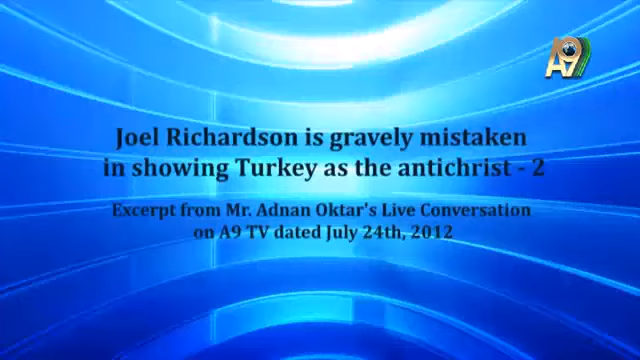 A9
Joel Richardson is gravely mistaken
in showing Turkey as the antichrist - 2
Excerpt from Mr. Adnan Oktar's Live Conversation
on A9 TV dated July 24th, 2012